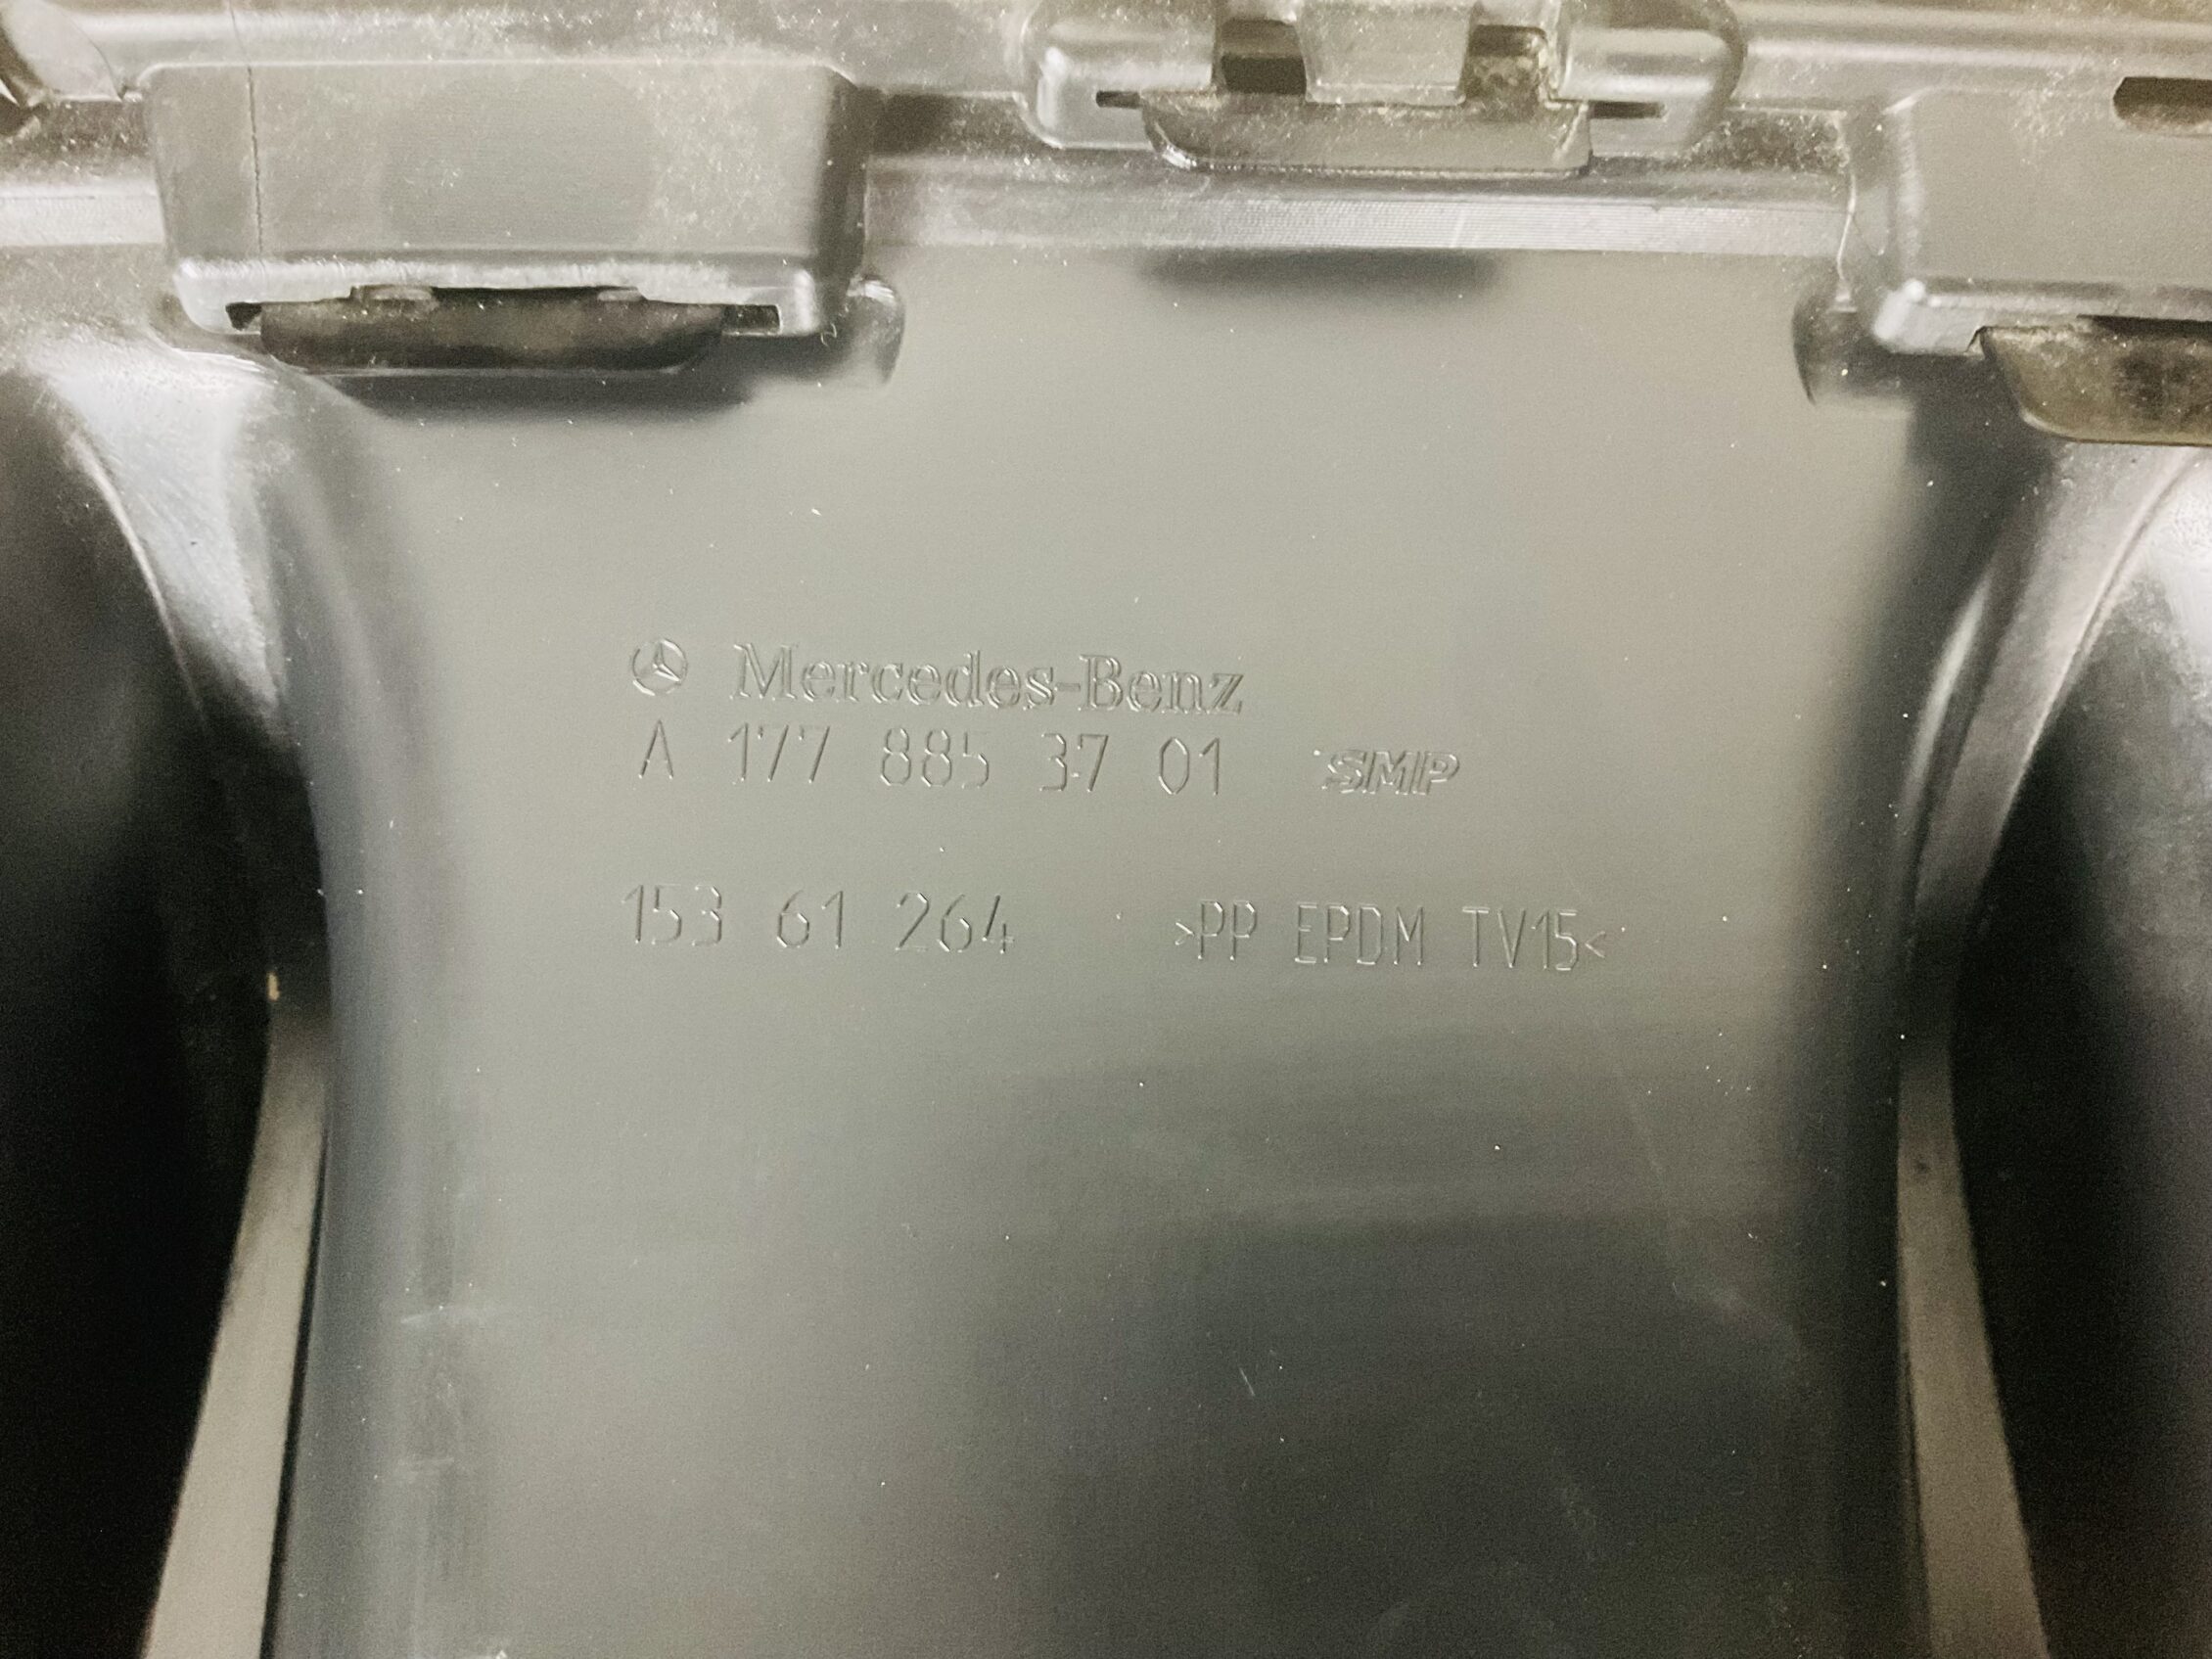 Mercedes-Benz
A 177 885 37 01 SMP
153 61 264 >PP EPDM TV15<